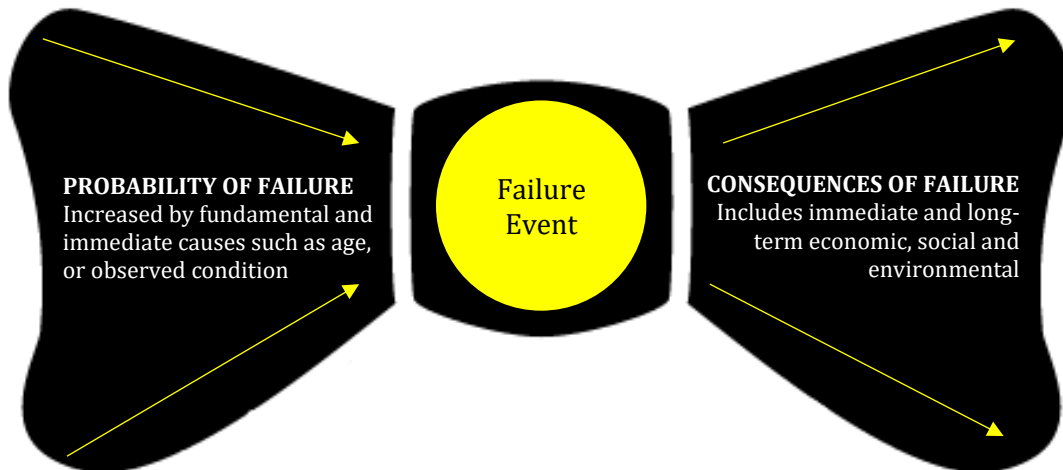 PROBABILITY OF FAILURE
Increased by fundamental and
immediate causes such as age,
or observed condition
Failure
Event
CONSEQUENCES OF FAILURE
Includes immediate and long-
term economic, social and
environmental